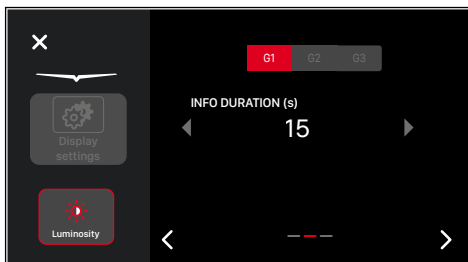 G1 G2 G3
INFO DURATION (s)
15
Display
settings
Luminosity